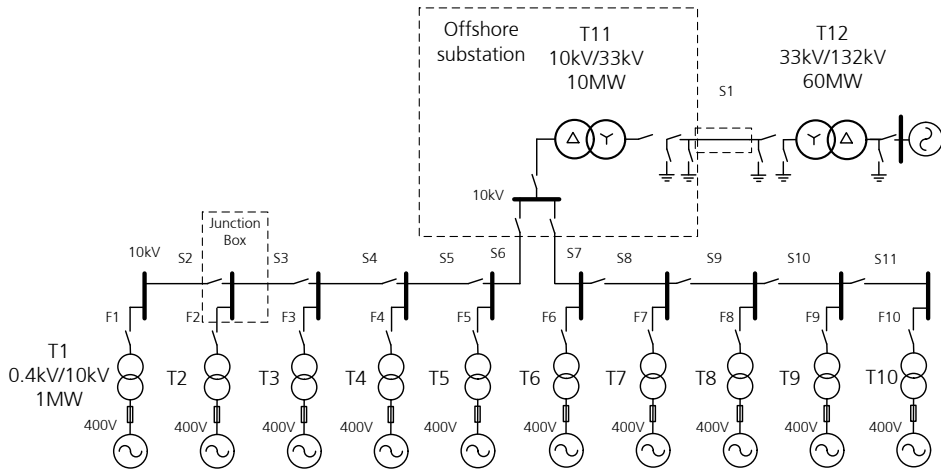 Offshore
substation
T11
10kV/33kV
10MW
T12
33kV/132kV
60MW
S1
10kV
Junction
Box
10kV
S2
S3
S4
S5
S6
S7
S8
S9
S10
S11
F1
F2
F3
F4
F5
F6
F7
F8
F9
F10
T1
0.4kV/10kV
1MW
T2
T3
T4
T5
T6
T7
T8
T9
T10
400V
400V
400V
400V
400V
400V
400V
400V
400V
400V